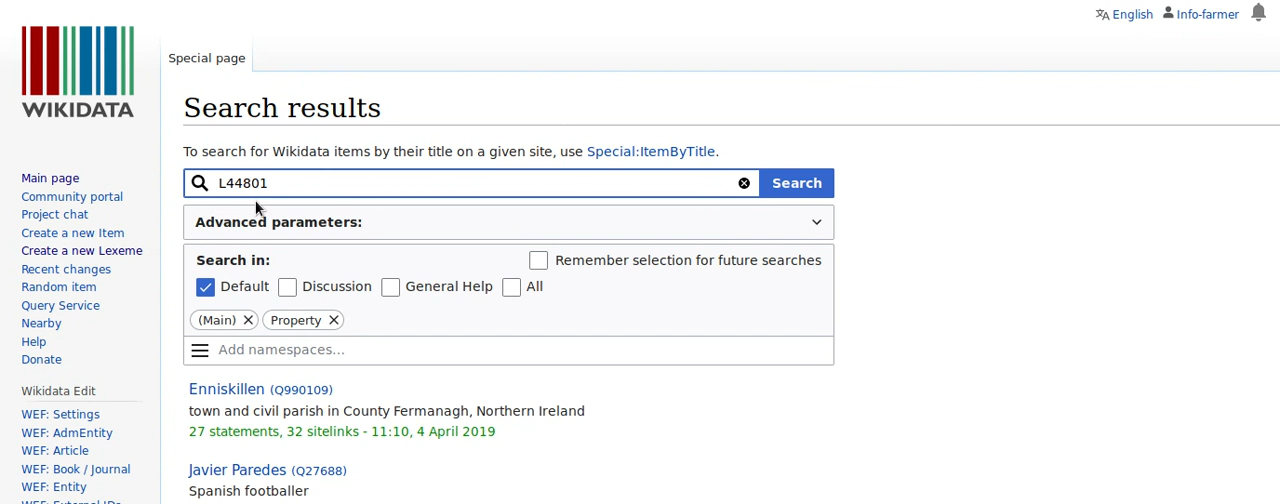 English Info-farmer
WIKIDATA
Special page
Search results
To search for Wikidata items by their title on a given site, use Special:ItemByTitle.
L44801 Search
Advanced parameters:
Search in: Remember selection for future searches
Default Discussion General Help All
(Main) Property
Add namespaces...
Enniskillen (Q990109)
town and civil parish in County Fermanagh, Northern Ireland
27 statements, 32 sitelinks - 11:10, 4 April 2019
Javier Paredes (Q27688)
Spanish footballer
Main page
Community portal
Project chat
Create a new Item
Create a new Lexeme
Recent changes
Random item
Query Service
Nearby
Help
Donate
Wikidata Edit
WEF: Settings
WEF: AdmEntity
WEF: Article
WEF: Book / Journal
WEF: Entity
WEF: External IDs